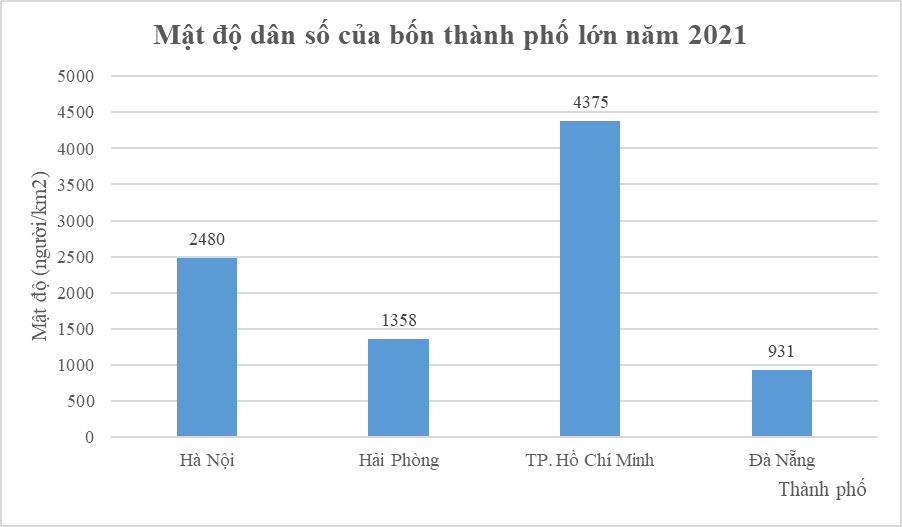 Mật độ dân số của bốn thành phố lớn năm 2021
Mật độ (người/km2)
5000
4500
4000
3500
3000
2500
2000
1500
1000
500
0
2480
1358
4375
931
Hà Nội
Hải Phòng
TP. Hồ Chí Minh
Đà Nẵng
Thành phố